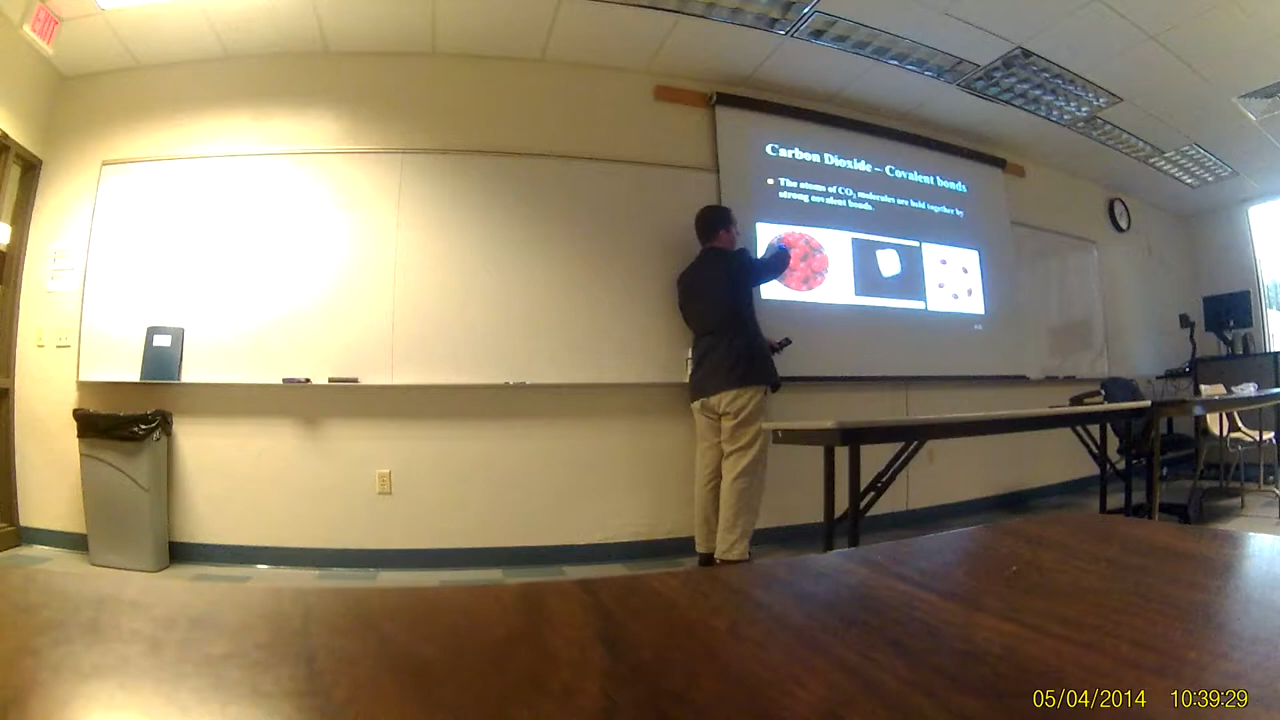 EXIT
Carbon Dioxide – Covalent bonds
The atoms of CO2 molecules are held together by
strong covalent bonds.
05/04/2014 10:39:29